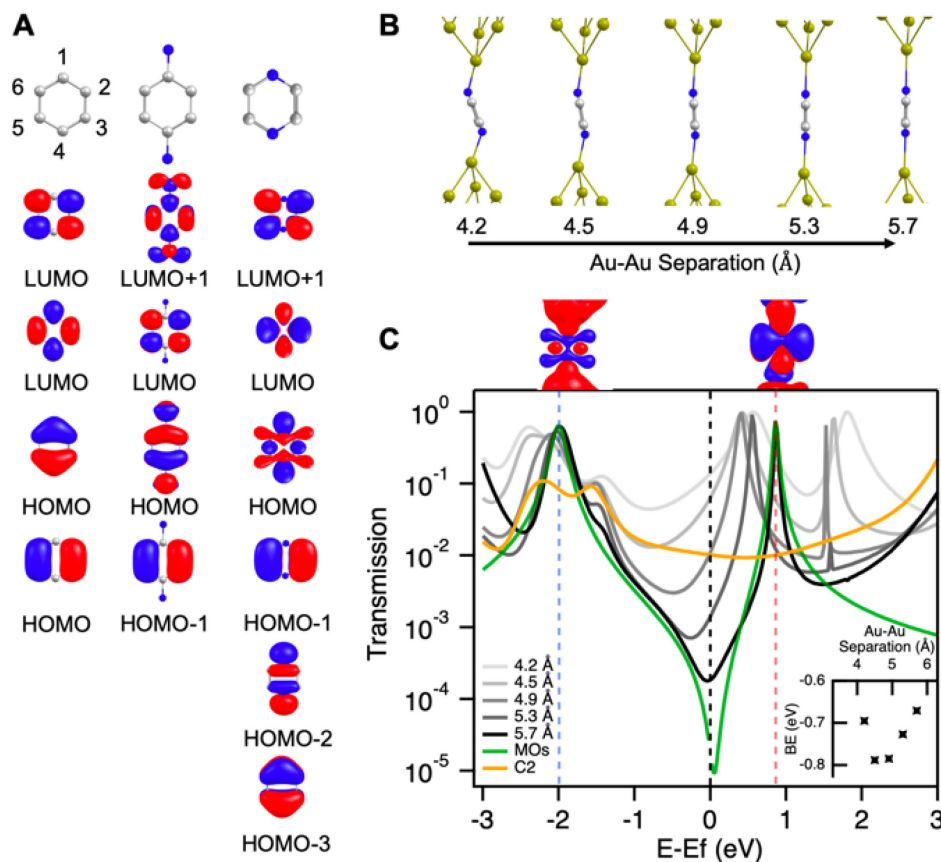 A
1
6 2
5 3
4
LUMO LUMO+1 LUMO+1
LUMO LUMO LUMO
HOMO HOMO HOMO
HOMO HOMO-1 HOMO-1
HOMO-2
HOMO-3
B
4.2 4.5 4.9 5.3 5.7
Au-Au Separation (Å)
C
Transmission
10⁰
10⁻¹
10⁻²
10⁻³
10⁻⁴
10⁻⁵
4.2 Å
4.5 Å
4.9 Å
5.3 Å
5.7 Å
MOs
C2
Au-Au
Separation (Å)
4 5 6
BE (eV)
-0.6
-0.7
-0.8
-3 -2 -1 0 1 2 3
E-Ef (eV)